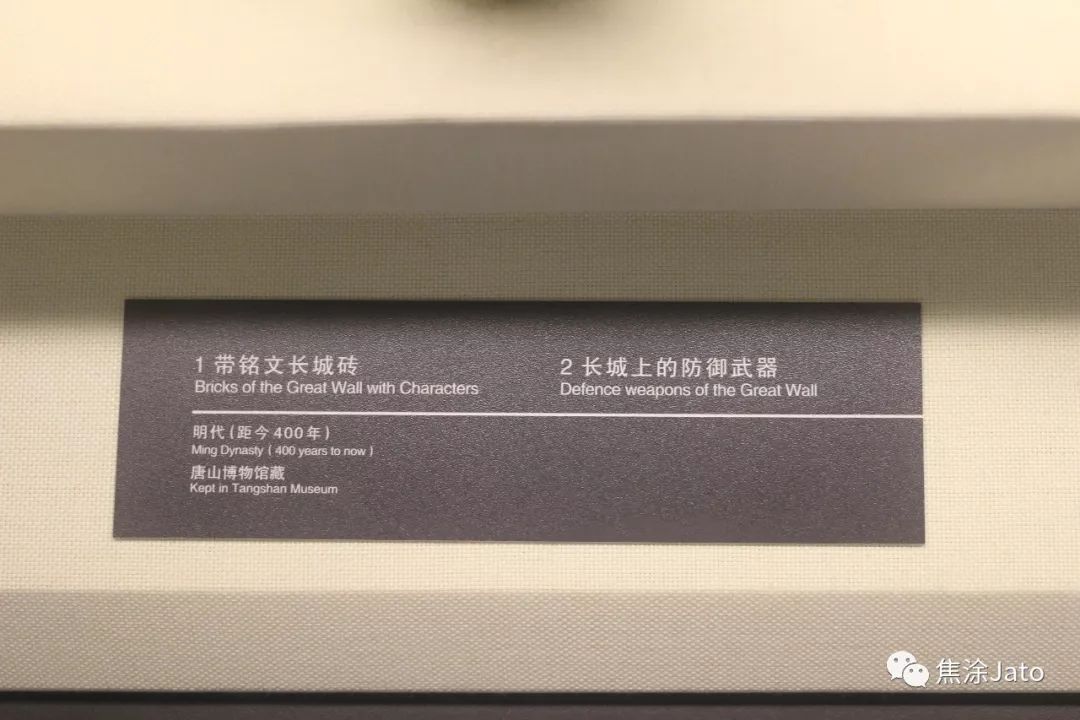 1 带铭文长城砖
Bricks of the Great Wall with Characters
2 长城上的防御武器
Defence weapons of the Great Wall
明代(距今400年)
Ming Dynasty ( 400 years to now )
唐山博物馆藏
Kept in Tangshan Museum
焦涂Jato